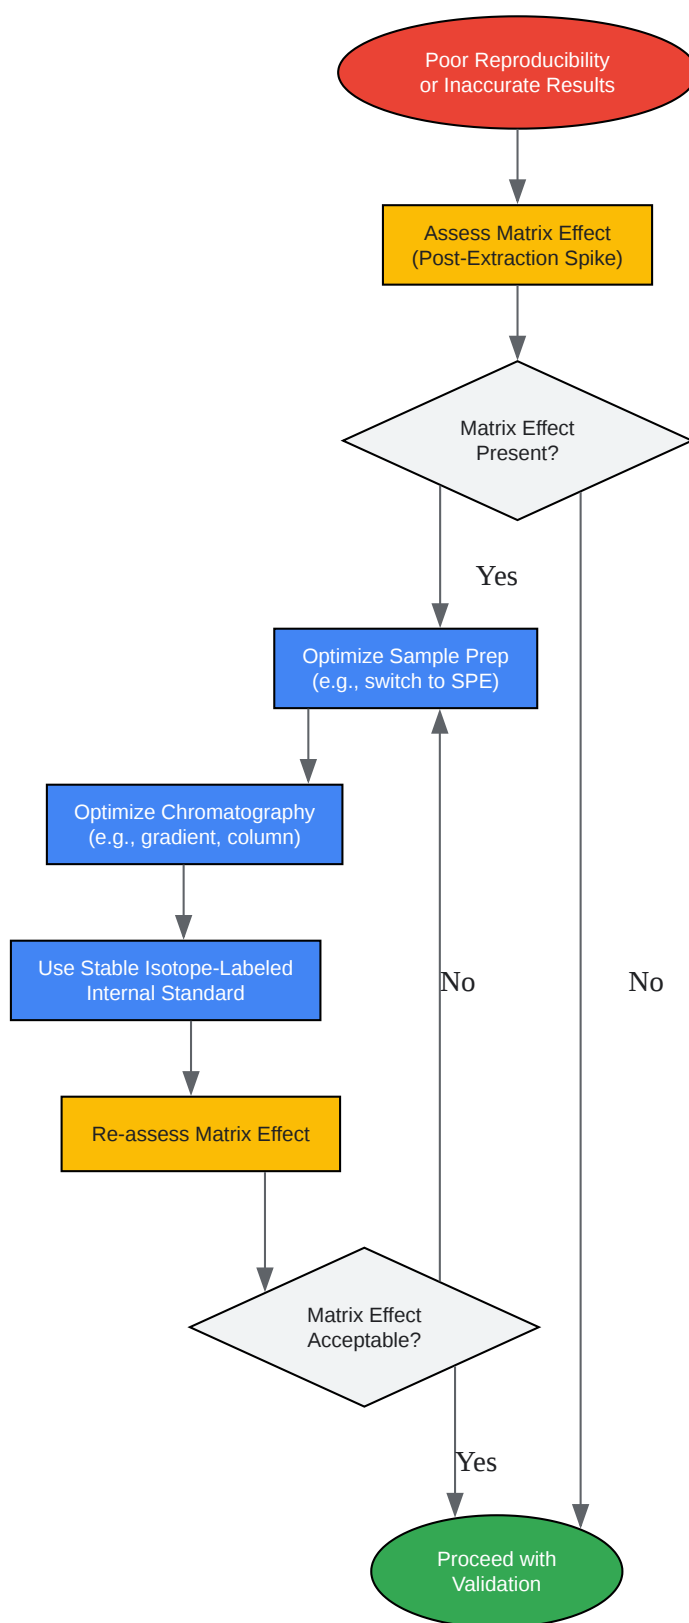 Poor Reproducibility
or Inaccurate Results
Assess Matrix Effect
(Post-Extraction Spike)
Matrix Effect
Present?
Yes
Optimize Sample Prep
(e.g., switch to SPE)
Optimize Chromatography
(e.g., gradient, column)
Use Stable Isotope-Labeled
Internal Standard
No
No
Re-assess Matrix Effect
Matrix Effect
Acceptable?
Yes
Proceed with
Validation